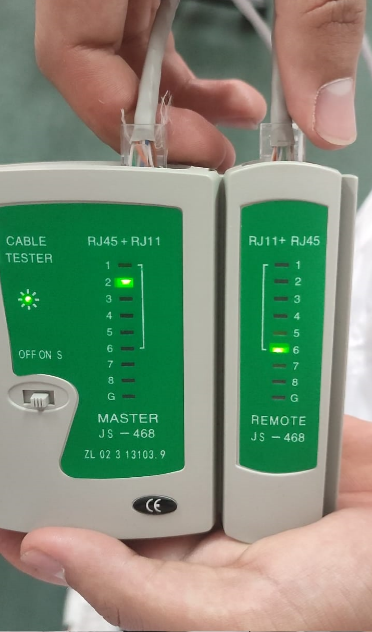 CABLE
TESTER
OFF ON S
RJ45 + RJ11
1
2
3
4
5
6
7
8
G
MASTER
JS - 468
ZL 02 3 13103. 9
CE
RJ11+ RJ45
1
2
3
4
5
6
7
8
G
REMOTE
JS - 468